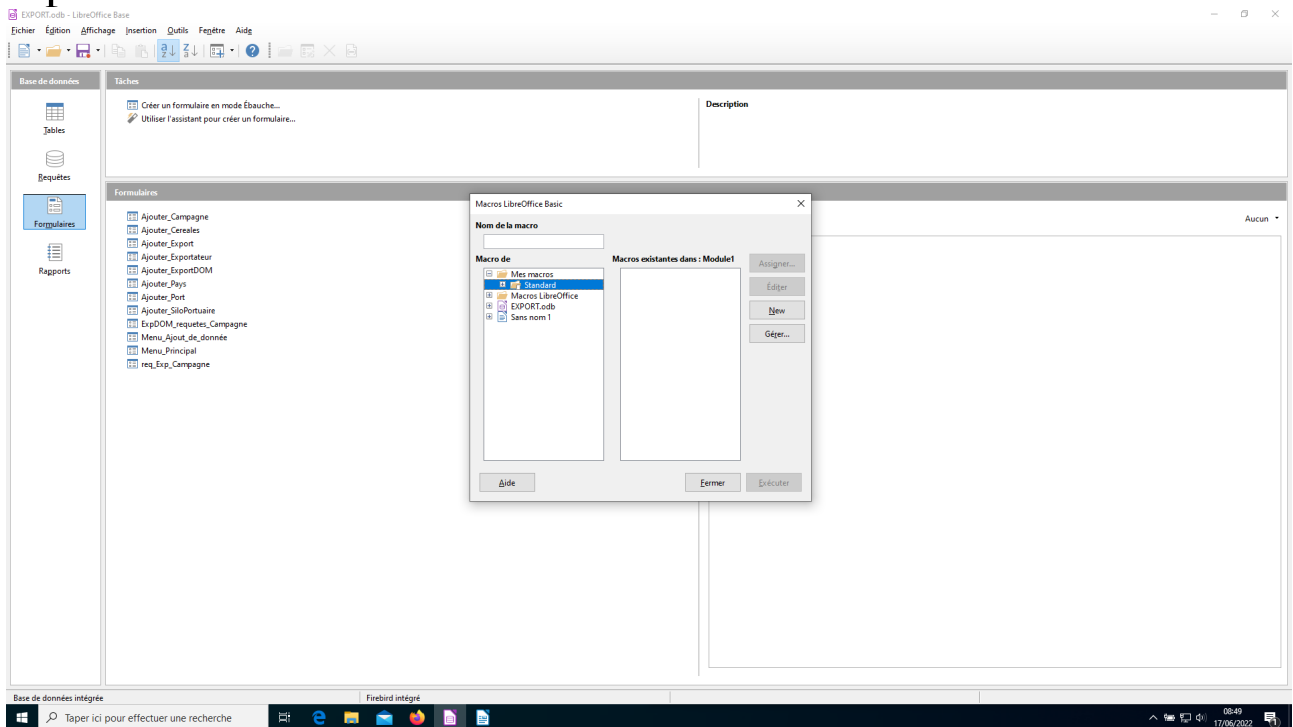 EXPORT.odb - LibreOffice Base
Fichier Édition Affichage Insertion Outils Fenêtre Aide
Base de données
Tables
Requêtes
Formulaires
Rapports
Tâches
Créer un formulaire en mode Ébauche...
Utiliser l'assistant pour créer un formulaire...
Description
Formulaires
Ajouter_Campagne
Ajouter_Cereales
Ajouter_Export
Ajouter_Exportateur
Ajouter_ExportDOM
Ajouter_Pays
Ajouter_Port
Ajouter_SiloPortuaire
ExpDOM_requetes_Campagne
Menu_Ajout_de_donnée
Menu_Principal
req_Exp_Campagne
Aucun
Macros LibreOffice Basic
Nom de la macro
Macro de
Mes macros
Standard
Macros LibreOffice
EXPORT.odb
Sans nom 1
Macros existantes dans : Module1
Assigner...
Éditer
New
Gérer...
Aide
Fermer
Exécuter
Base de données intégrée
Firebird intégré
Taper ici pour effectuer une recherche
08:49
17/06/2022